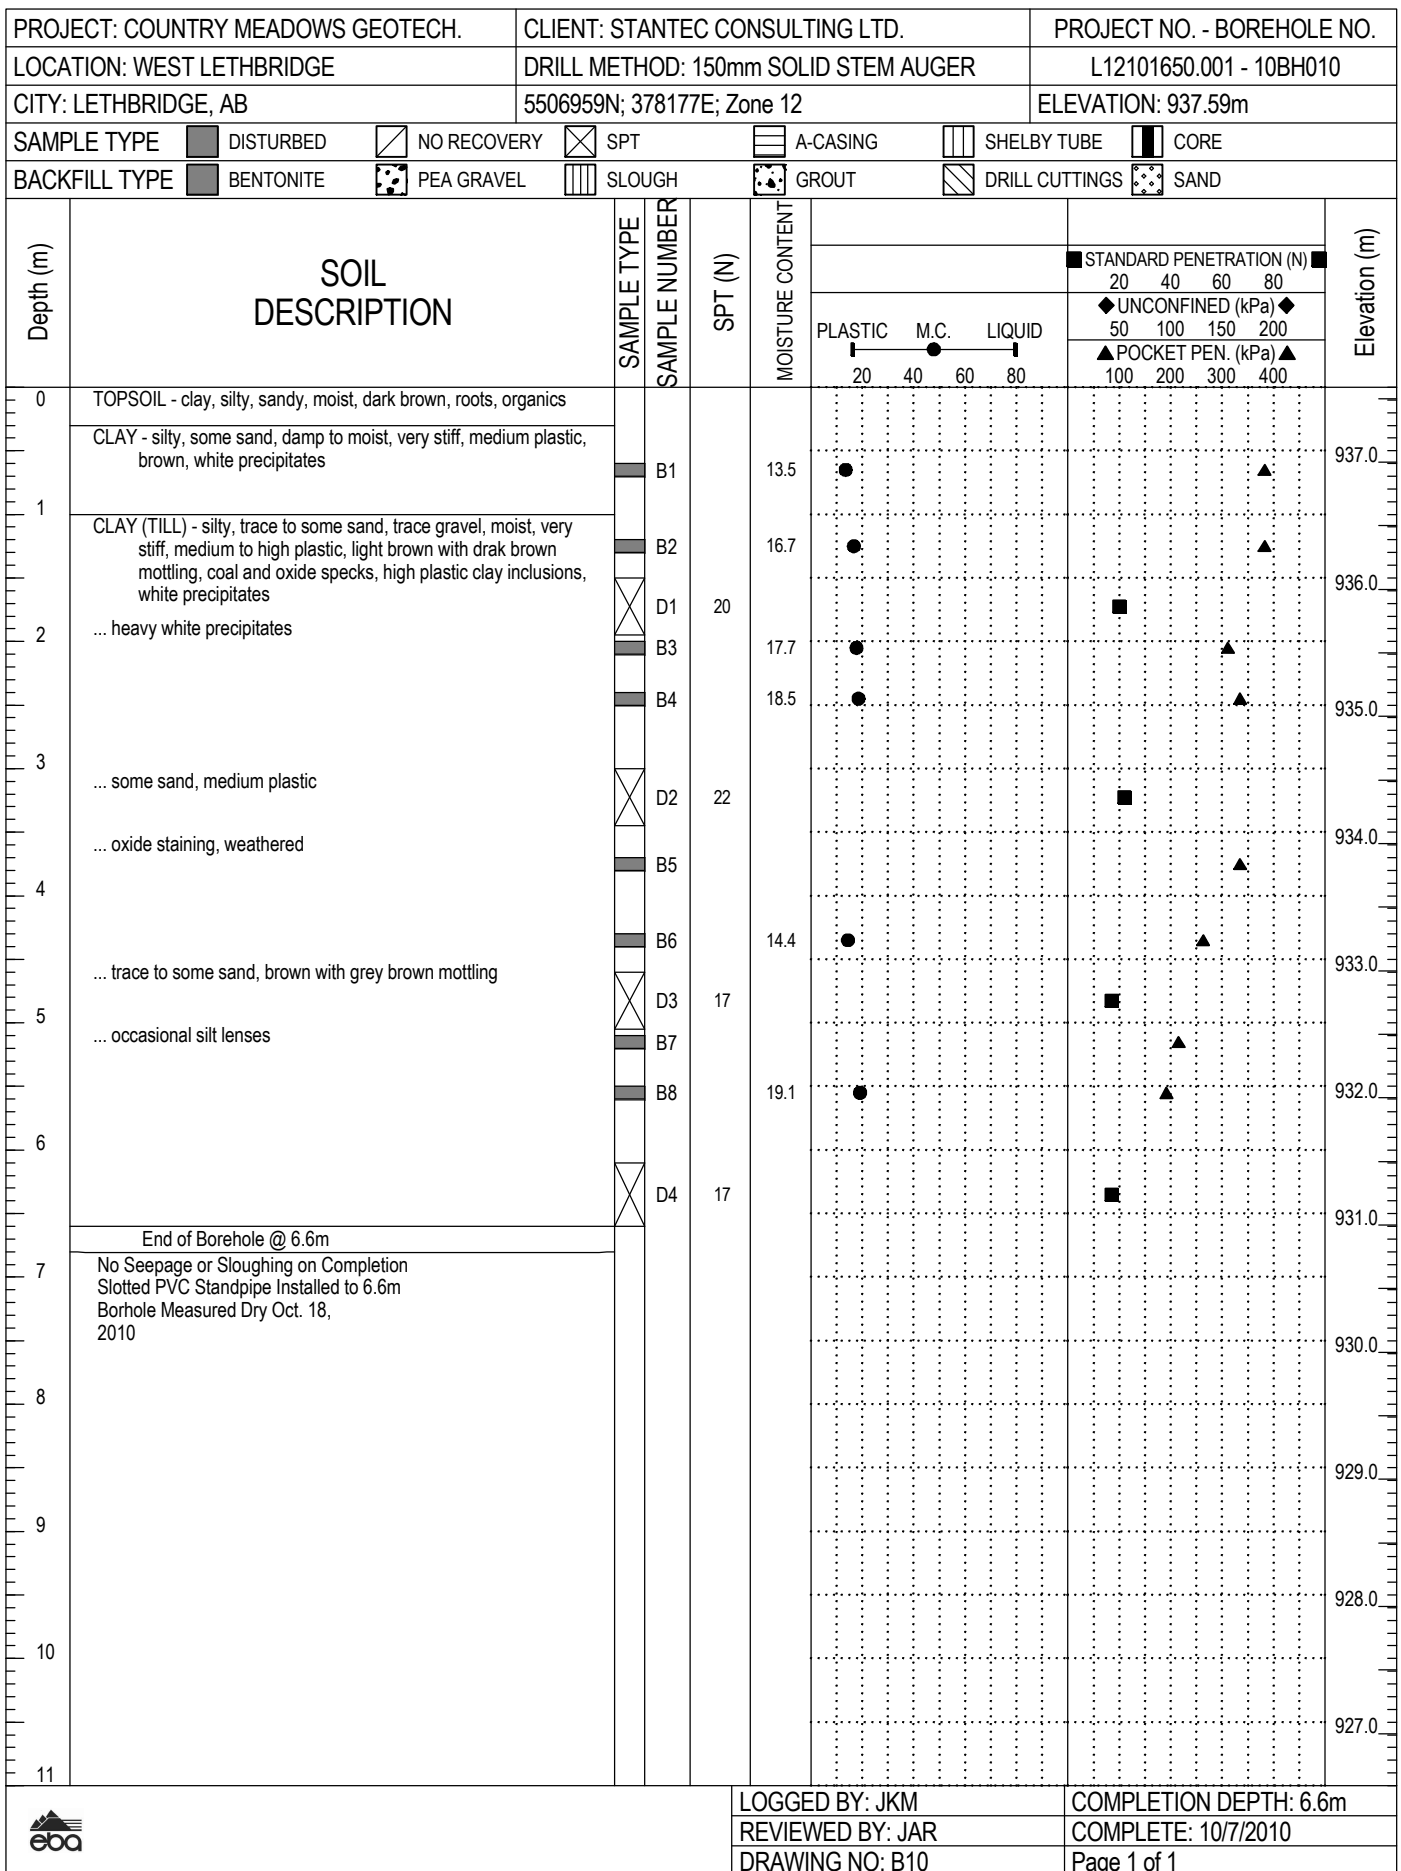 PROJECT: COUNTRY MEADOWS GEOTECH. CLIENT: STANTEC CONSULTING LTD. PROJECT NO. - BOREHOLE NO.
LOCATION: WEST LETHBRIDGE DRILL METHOD: 150mm SOLID STEM AUGER L12101650.001 - 10BH010
CITY: LETHBRIDGE, AB 5506959N; 378177E; Zone 12 ELEVATION: 937.59m
SAMPLE TYPE DISTURBED NO RECOVERY SPT A-CASING SHELBY TUBE CORE
BACKFILL TYPE BENTONITE PEA GRAVEL SLOUGH GROUT DRILL CUTTINGS SAND
Depth (m)
SOIL
DESCRIPTION
SAMPLE TYPE
SAMPLE NUMBER
SPT (N)
MOISTURE CONTENT
PLASTIC M.C. LIQUID
20 40 60 80
STANDARD PENETRATION (N)
20 40 60 80
UNCONFINED (kPa)
50 100 150 200
POCKET PEN. (kPa)
100 200 300 400
Elevation (m)
0 TOPSOIL - clay, silty, sandy, moist, dark brown, roots, organics
CLAY - silty, some sand, damp to moist, very stiff, medium plastic,
brown, white precipitates
937.0
B1 13.5
1
CLAY (TILL) - silty, trace to some sand, trace gravel, moist, very
stiff, medium to high plastic, light brown with drak brown
B2 16.7
mottling, coal and oxide specks, high plastic clay inclusions,
white precipitates
936.0
D1 20
... heavy white precipitates
2
B3 17.7
B4 18.5
935.0
3
... some sand, medium plastic
D2 22
934.0
... oxide staining, weathered
B5
4
B6 14.4
933.0
... trace to some sand, brown with grey brown mottling
D3 17
5
... occasional silt lenses
B7
B8 19.1
932.0
6
D4 17
931.0
End of Borehole @ 6.6m
No Seepage or Sloughing on Completion
7
Slotted PVC Standpipe Installed to 6.6m
Borhole Measured Dry Oct. 18,
2010
930.0
8
929.0
9
928.0
10
927.0
11
eba
LOGGED BY: JKM COMPLETION DEPTH: 6.6m
REVIEWED BY: JAR COMPLETE: 10/7/2010
DRAWING NO: B10 Page 1 of 1